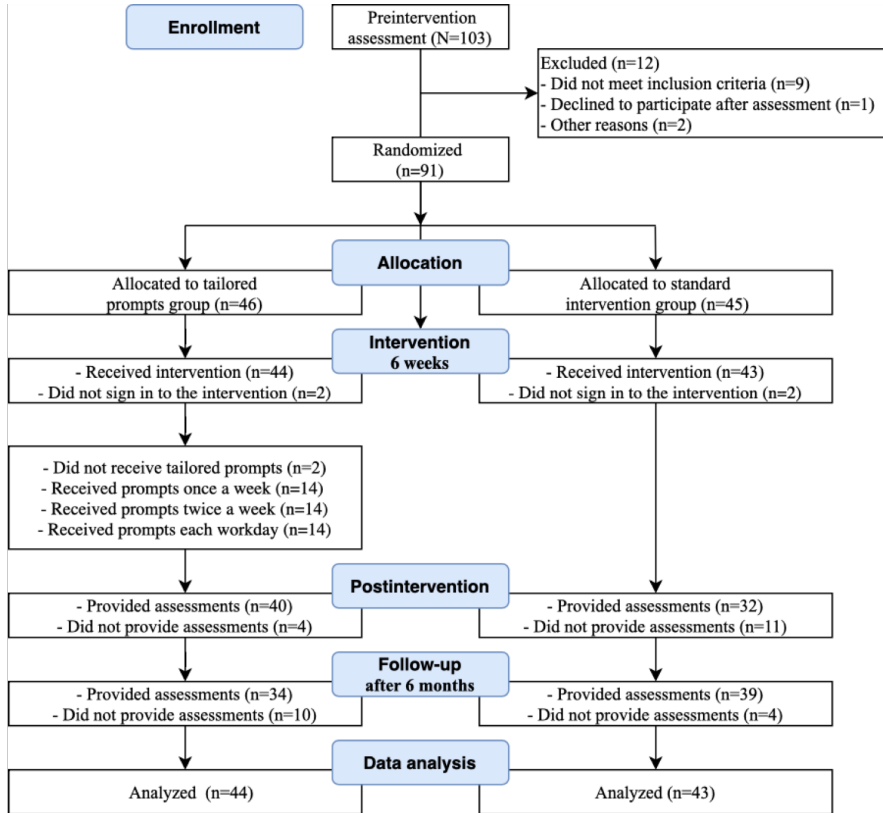 Enrollment
Preintervention
assessment (N=103)
Excluded (n=12)
- Did not meet inclusion criteria (n=9)
- Declined to participate after assessment (n=1)
- Other reasons (n=2)
Randomized
(n=91)
Allocation
Allocated to tailored
prompts group (n=46)
Allocated to standard
intervention group (n=45)
Intervention
6 weeks
- Received intervention (n=44)
- Did not sign in to the intervention (n=2)
- Received intervention (n=43)
- Did not sign in to the intervention (n=2)
- Did not receive tailored prompts (n=2)
- Received prompts once a week (n=14)
- Received prompts twice a week (n=14)
- Received prompts each workday (n=14)
Postintervention
- Provided assessments (n=40)
- Did not provide assessments (n=4)
- Provided assessments (n=32)
- Did not provide assessments (n=11)
Follow-up
after 6 months
- Provided assessments (n=34)
- Did not provide assessments (n=10)
- Provided assessments (n=39)
- Did not provide assessments (n=4)
Data analysis
Analyzed (n=44)
Analyzed (n=43)